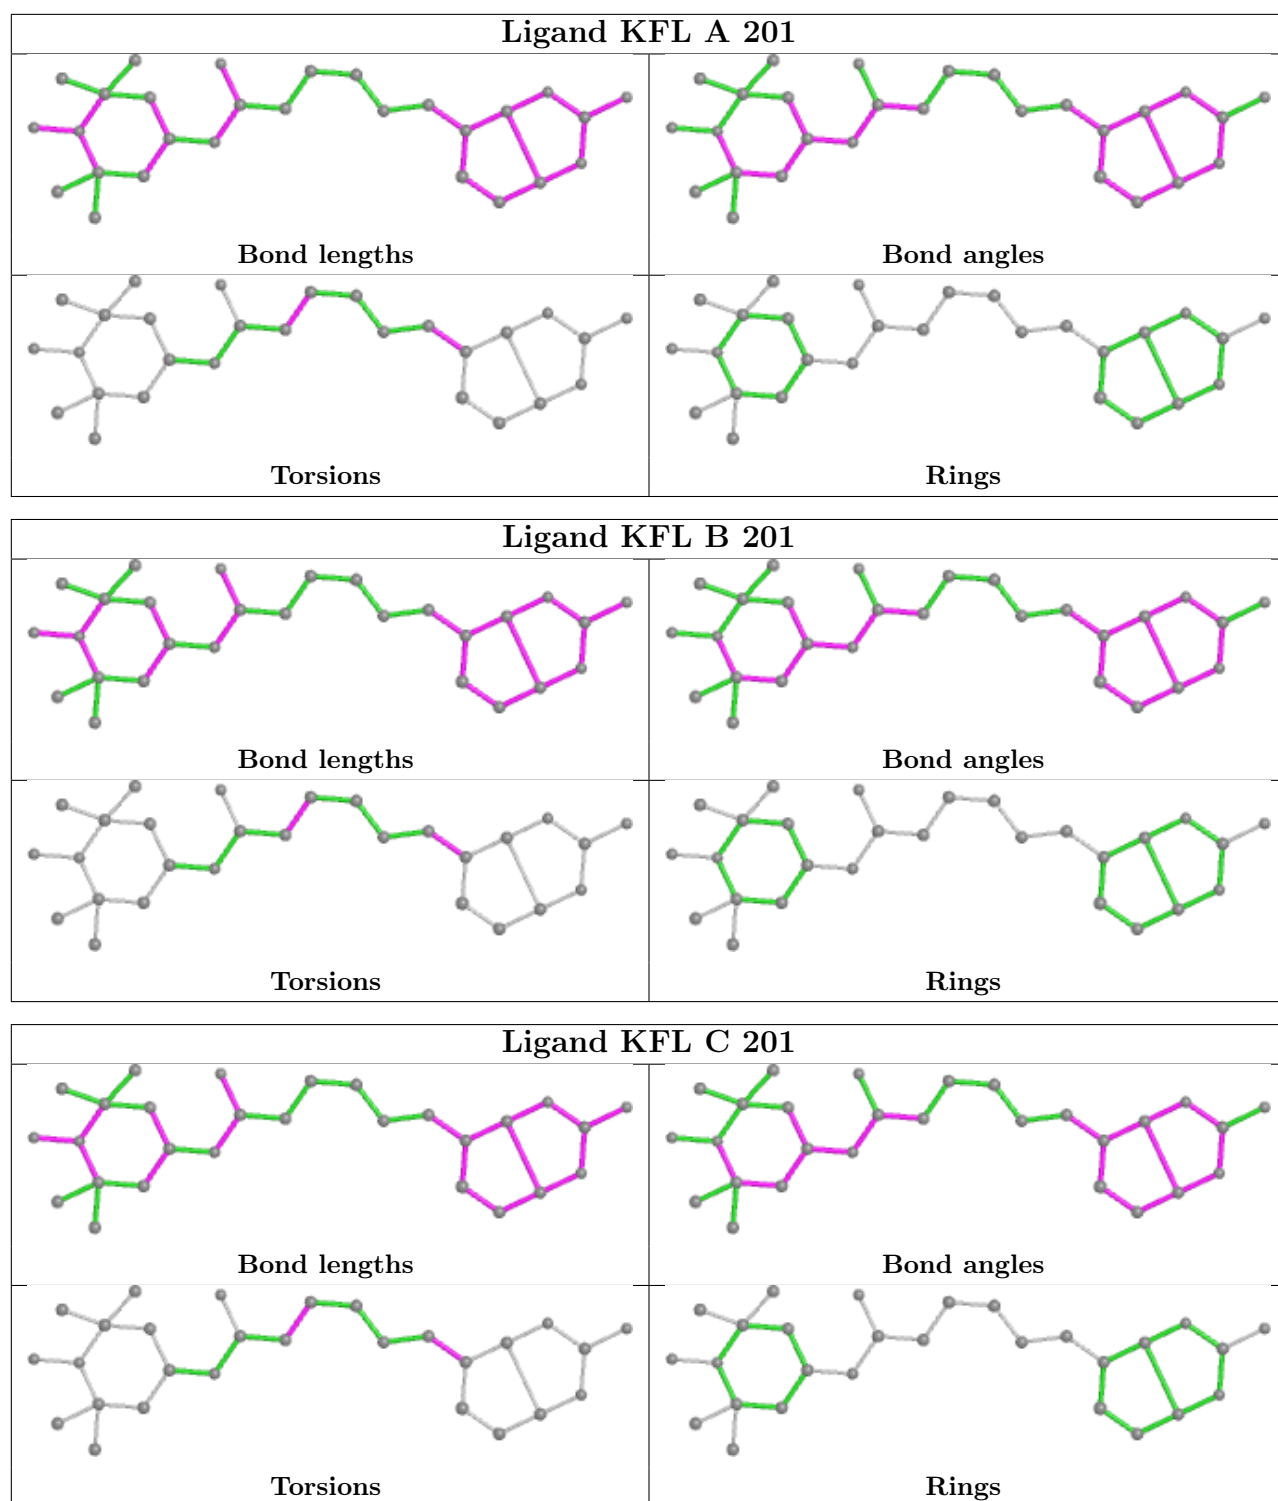 Ligand KFL A 201
Bond lengths
Bond angles
Torsions
Rings
Ligand KFL B 201
Bond lengths
Bond angles
Torsions
Rings
Ligand KFL C 201
Bond lengths
Bond angles
Torsions
Rings